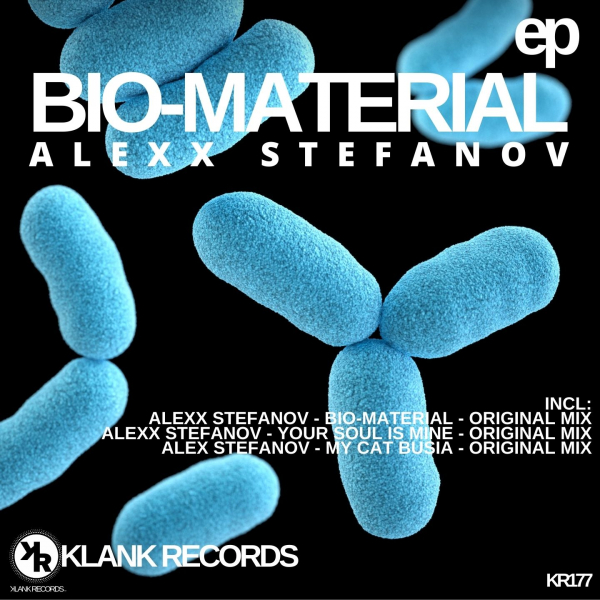 ep
BIO-MATERIAL
ALEXX STEFANOV
INCL:
ALEXX STEFANOV - BIO-MATERIAL - ORIGINAL MIX
ALEXX STEFANOV - YOUR SOUL IS MINE - ORIGINAL MIX
ALEX STEFANOV - MY CAT BUSIA - ORIGINAL MIX
KR KLANK RECORDS
KLANK RECORDS
KR177